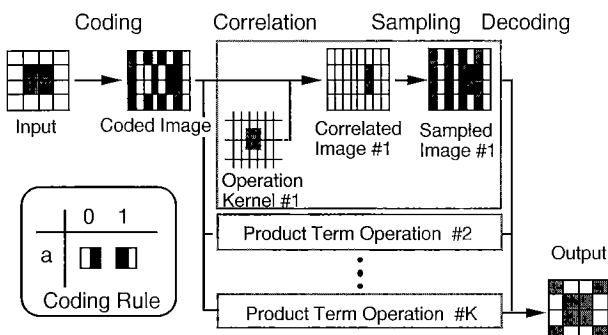 Coding
Correlation
Sampling
Decoding
Input
Coded Image
Correlated
Image #1
Sampled
Image #1
Operation
Kernel #1
0 1
a
Coding Rule
Product Term Operation #2
Product Term Operation #K
Output